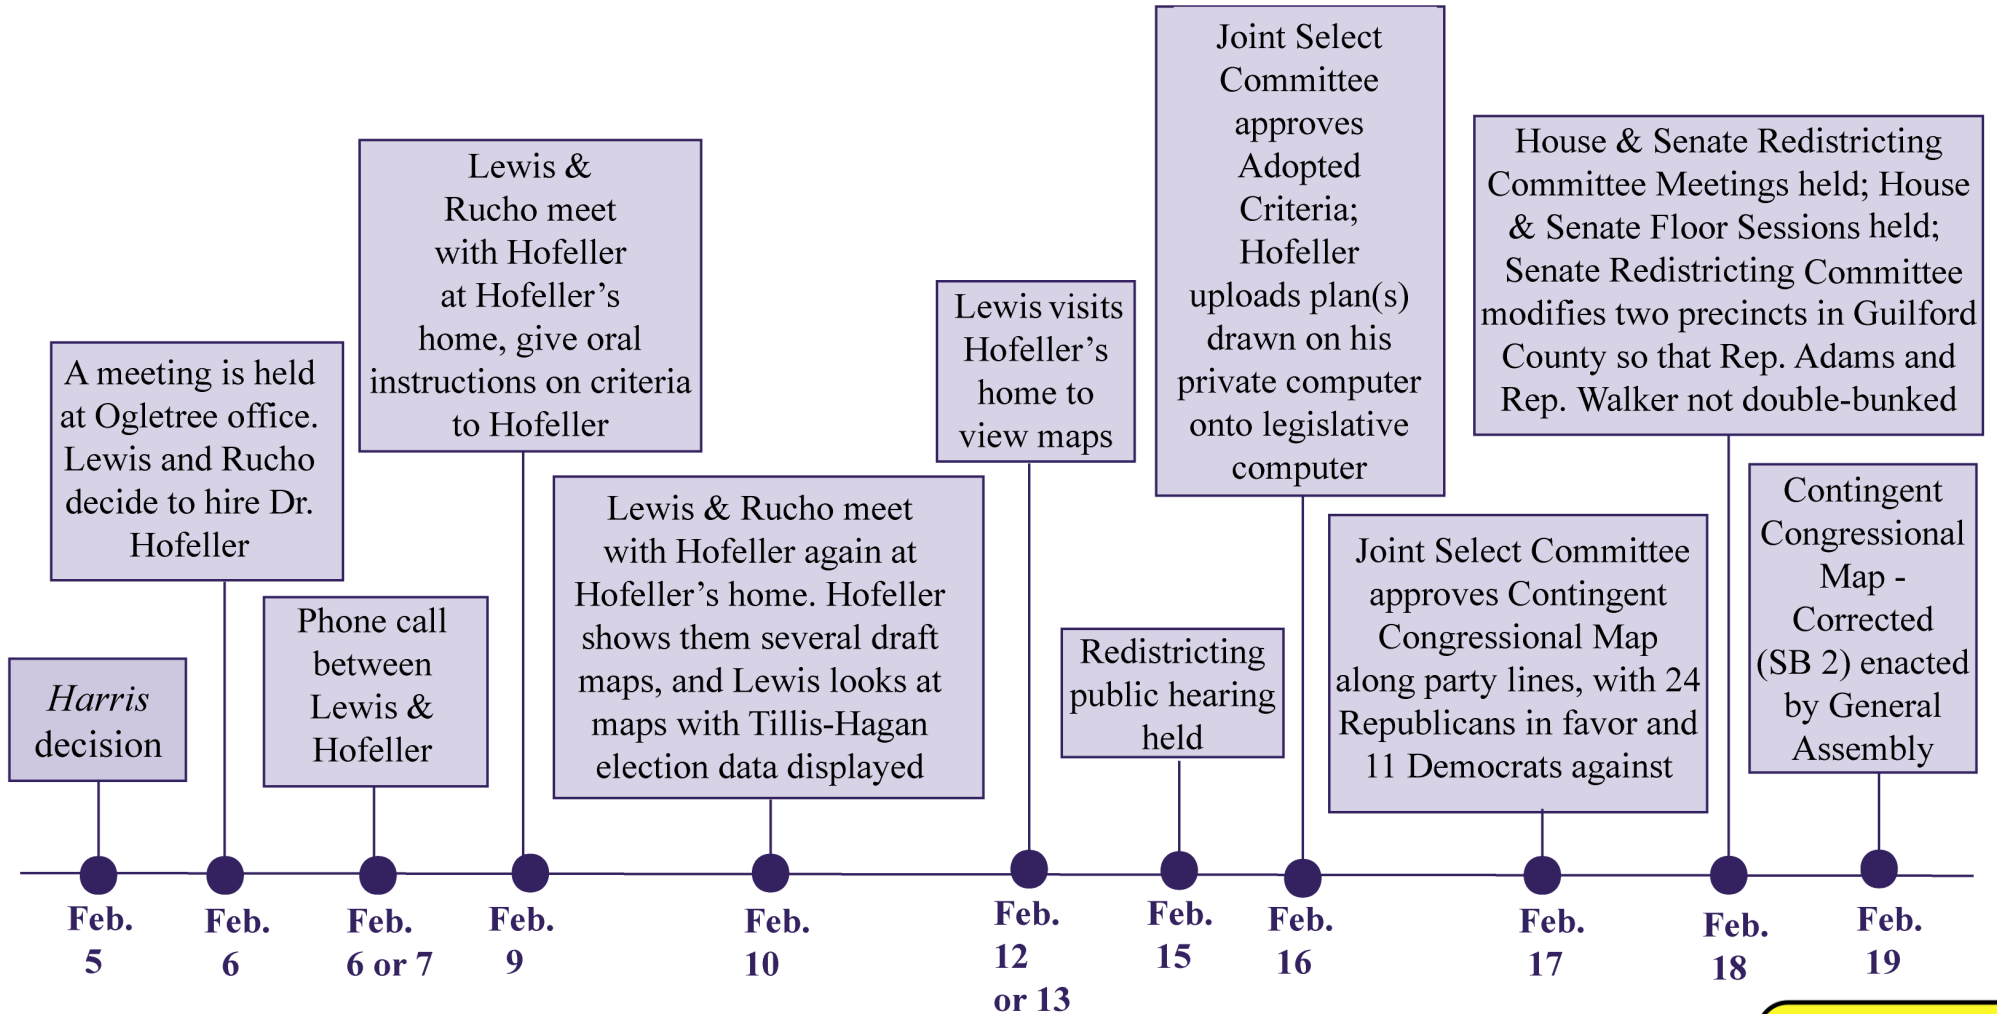 Harris
decision
A meeting is held
at Ogletree office.
Lewis and Rucho
decide to hire Dr.
Hofeller
Phone call
between
Lewis &
Hofeller
Lewis &
Rucho meet
with Hofeller
at Hofeller’s
home, give oral
instructions on criteria
to Hofeller
Lewis & Rucho meet
with Hofeller again at
Hofeller’s home. Hofeller
shows them several draft
maps, and Lewis looks at
maps with Tillis-Hagan
election data displayed
Lewis visits
Hofeller’s
home to
view maps
Redistricting
public hearing
held
Joint Select
Committee
approves
Adopted
Criteria;
Hofeller
uploads plan(s)
drawn on his
private computer
onto legislative
computer
Joint Select Committee
approves Contingent
Congressional Map
along party lines, with 24
Republicans in favor and
11 Democrats against
House & Senate Redistricting
Committee Meetings held; House
& Senate Floor Sessions held;
Senate Redistricting Committee
modifies two precincts in Guilford
County so that Rep. Adams and
Rep. Walker not double-bunked
Contingent
Congressional
Map -
Corrected
(SB 2) enacted
by General
Assembly
Feb.
5
Feb.
6
Feb.
6 or 7
Feb.
9
Feb.
10
Feb.
12
or 13
Feb.
15
Feb.
16
Feb.
17
Feb.
18
Feb.
19